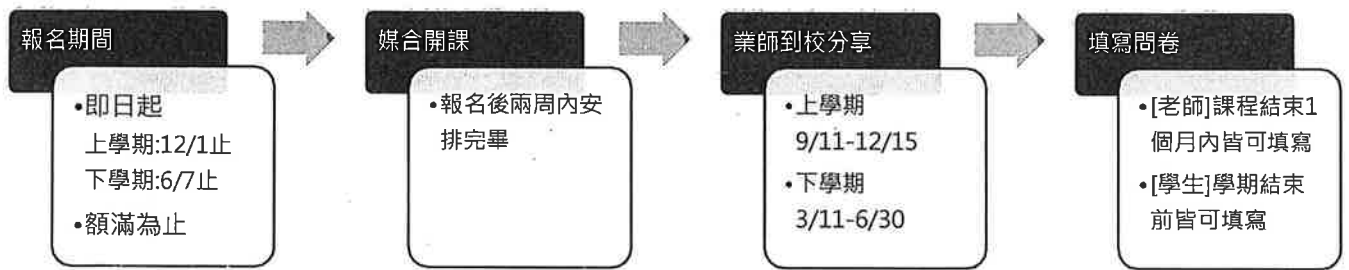 報名期間
•即日起
上學期:12/1止
下學期:6/7止
•額滿為止
媒合開課
•報名後兩周內安
排完畢
業師到校分享
•上學期
9/11-12/15
•下學期
3/11-6/30
填寫問卷
•[老師]課程結束1
個月內皆可填寫
•[學生]學期結束
前皆可填寫